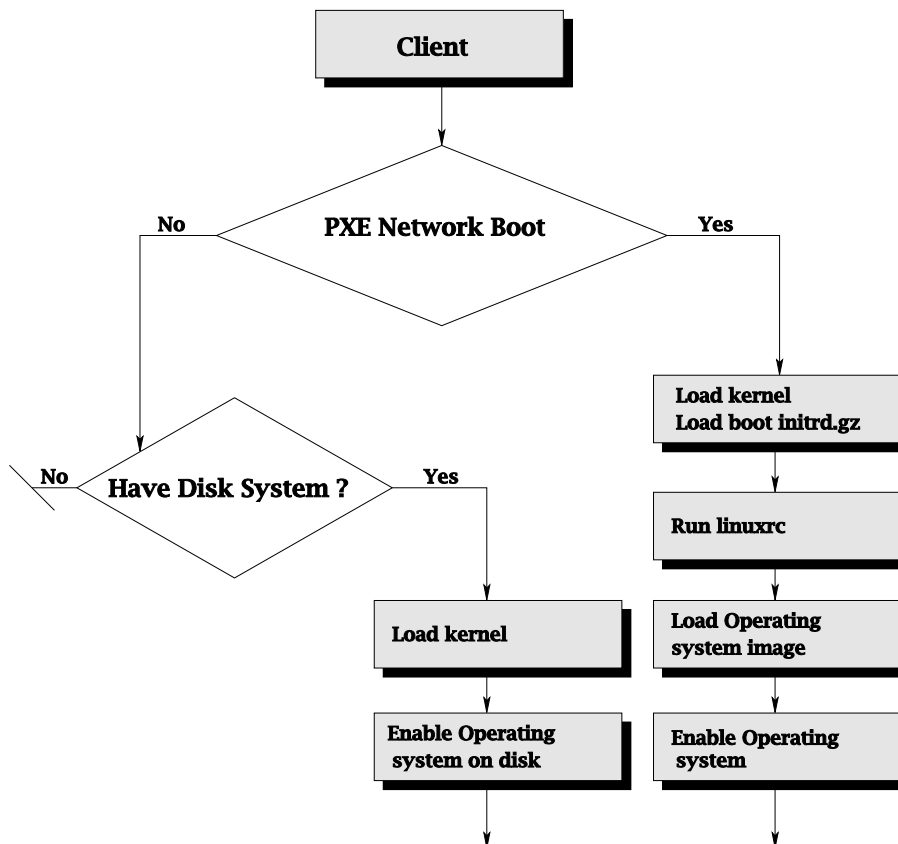 Client
PXE Network Boot
No
Yes
Load kernel
Load boot initrd.gz
No
Have Disk System ?
Yes
Run linuxrc
Load kernel
Load Operating
system image
Enable Operating
system on disk
Enable Operating
system